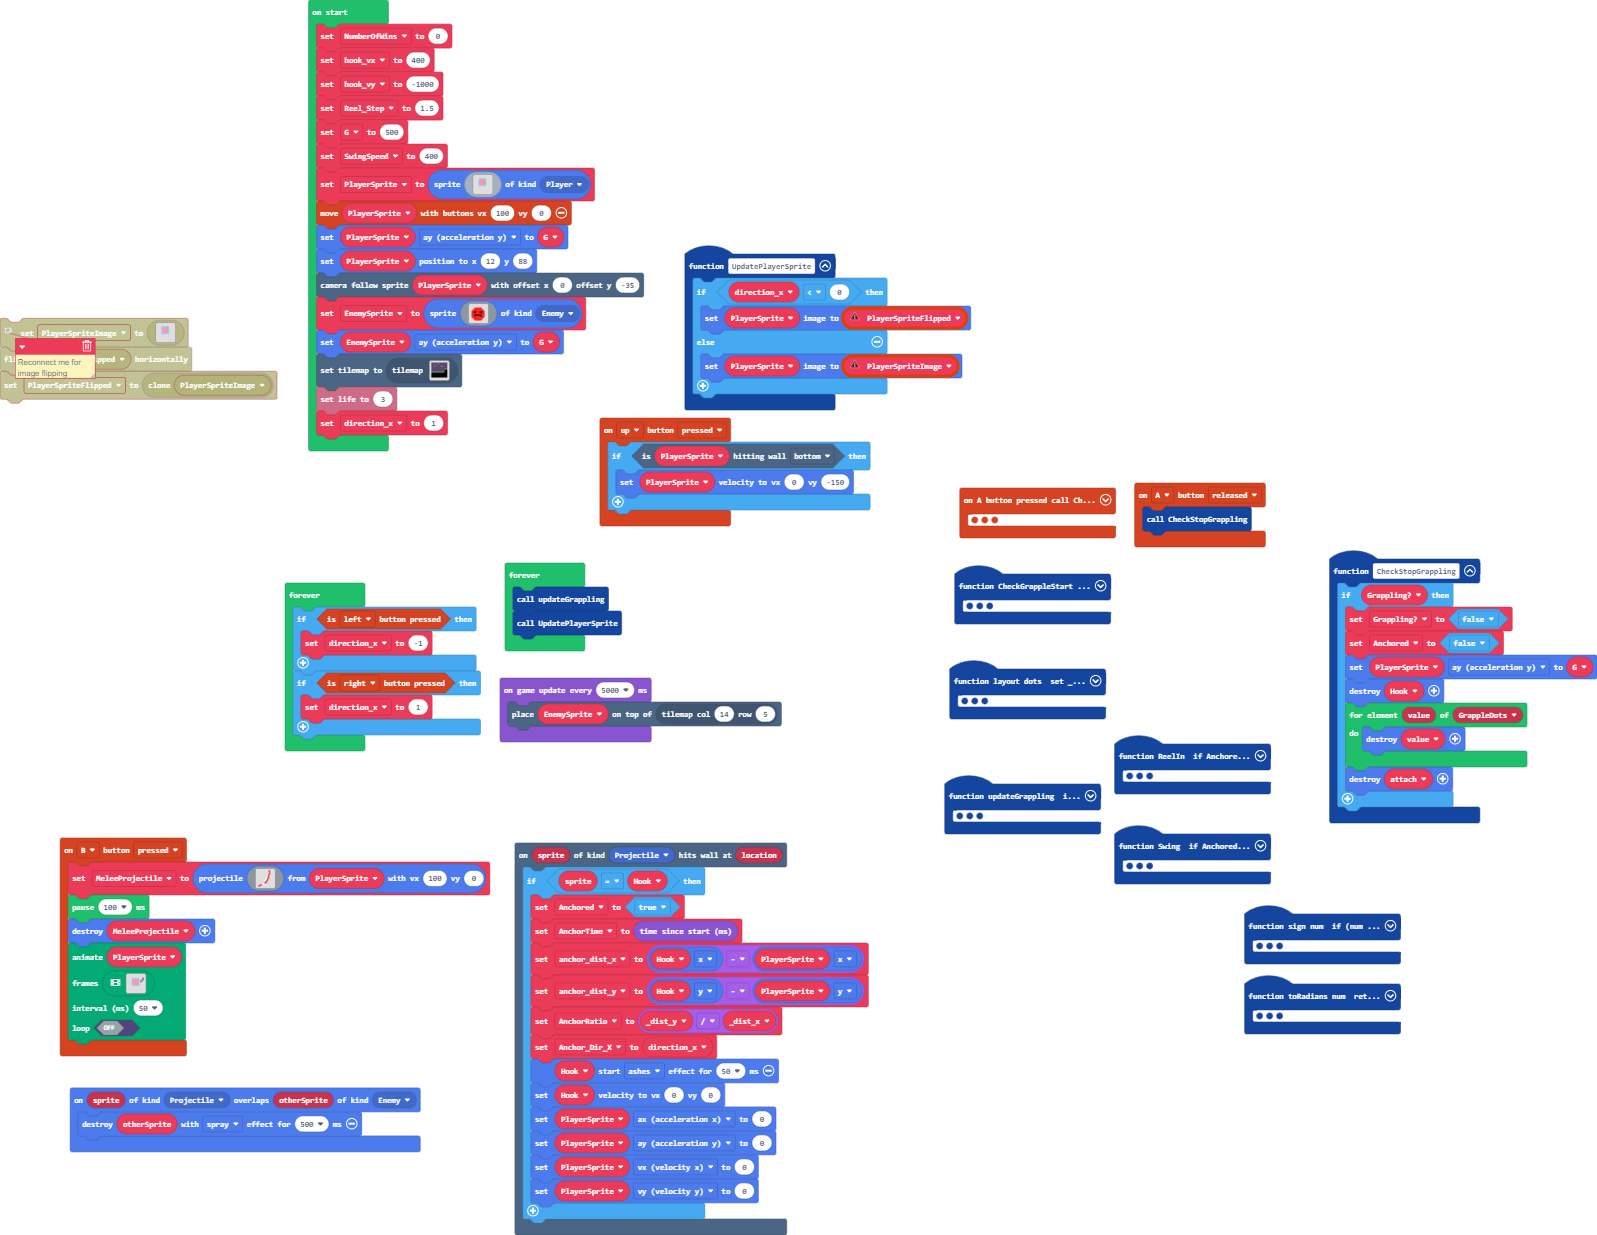 on start
set NumberOfWins to 0
set hook_vx to 400
set hook_vy to -1000
set Reel_Step to 1.5
set G to 500
set SwingSpeed to 400
set PlayerSprite to sprite of kind Player
move PlayerSprite with buttons vx 100 vy 0
set PlayerSprite ay (acceleration y) to G
set PlayerSprite position to x 12 y 88
camera follow sprite PlayerSprite with offset x 0 offset y -35
set EnemySprite to sprite of kind Enemy
set EnemySprite ay (acceleration y) to G
set tilemap to tilemap
set life to 3
set direction_x to 1
set PlayerSpriteImage to
Reconnect me for
image flipping
horizontally
set PlayerSpriteFlipped to clone PlayerSpriteImage
function UpdatePlayerSprite
if direction_x < 0 then
set PlayerSprite image to PlayerSpriteFlipped
else
set PlayerSprite image to PlayerSpriteImage
on up button pressed
if is PlayerSprite hitting wall bottom then
set PlayerSprite velocity to vx 0 vy -150
on A button pressed call Ch...
on A button released
call CheckStopGrappling
function CheckGrappleStart ...
function CheckStopGrappling
if Grappling? then
set Grappling? to false
set Anchored to false
set PlayerSprite ay (acceleration y) to G
destroy Hook
for element value of GrappleDots
do destroy value
destroy attach
forever
if is left button pressed then
set direction_x to -1
if is right button pressed then
set direction_x to 1
forever
call updateGrappling
call UpdatePlayerSprite
on game update every 5000 ms
place EnemySprite on top of tilemap col 14 row 5
function layout dots set _...
function ReelIn if Anchore...
function updateGrappling i...
function Swing if Anchored...
function sign num if (num ...
function toRadians num ret...
on B button pressed
set MeleeProjectile to projectile from PlayerSprite with vx 100 vy 0
pause 100 ms
destroy MeleeProjectile
animate PlayerSprite
frames
interval (ms) 50
loop OFF
on sprite of kind Projectile overlaps otherSprite of kind Enemy
destroy otherSprite with spray effect for 500 ms
on sprite of kind Projectile hits wall at location
if sprite = Hook then
set Anchored to true
set AnchorTime to time since start (ms)
set anchor_dist_x to Hook x - PlayerSprite x
set anchor_dist_y to Hook y - PlayerSprite y
set AnchorRatio to _dist_y / _dist_x
set Anchor_Dir_X to direction_x
Hook start ashes effect for 50 ms
set Hook velocity to vx 0 vy 0
set PlayerSprite ax (acceleration x) to 0
set PlayerSprite ay (acceleration y) to 0
set PlayerSprite vx (velocity x) to 0
set PlayerSprite vy (velocity y) to 0